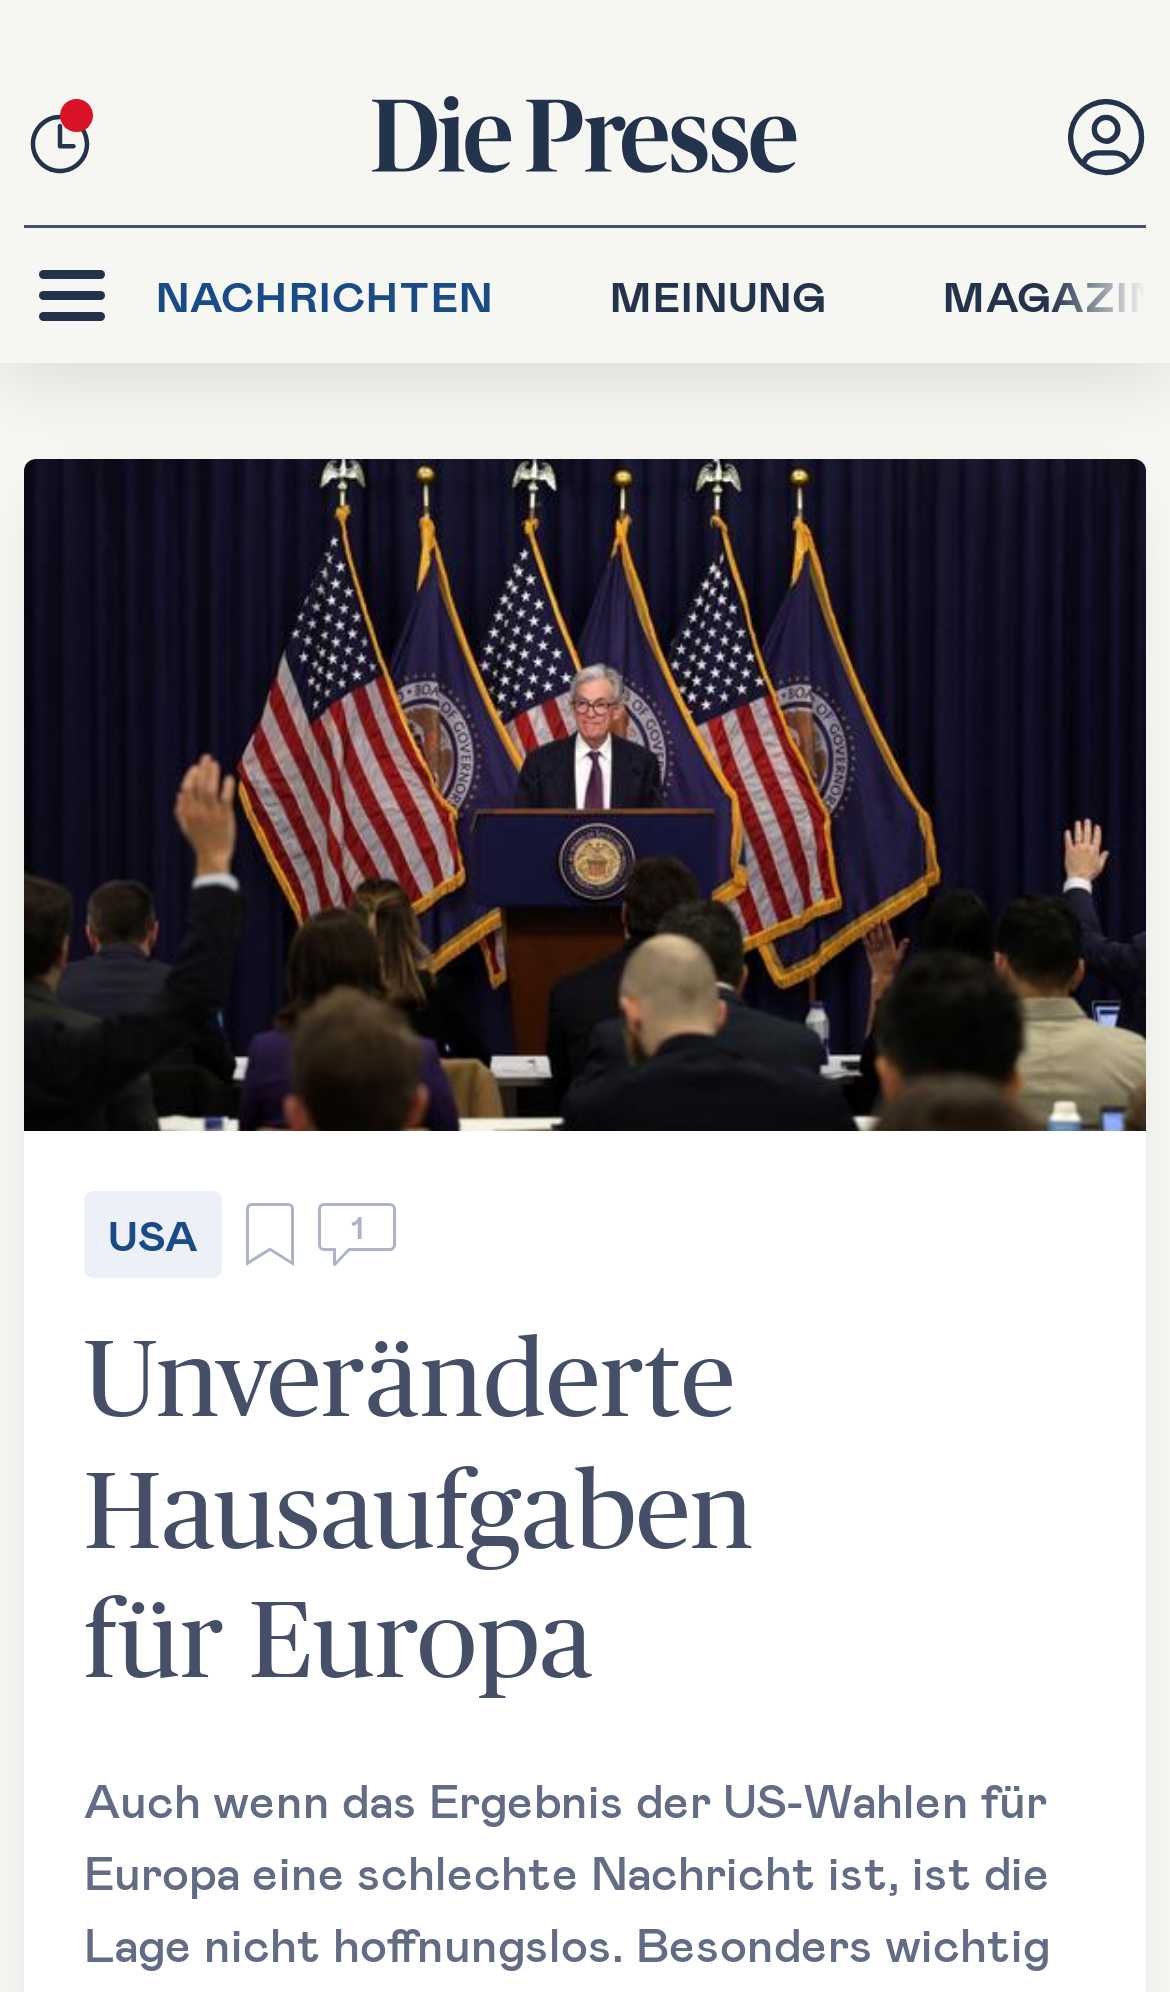 Die Presse
NACHRICHTEN MEINUNG
USA 1
Unveränderte
Hausaufgaben
für Europa
Auch wenn das Ergebnis der US-Wahlen für
Europa eine schlechte Nachricht ist, ist die
Lage nicht hoffnungslos. Besonders wichtig